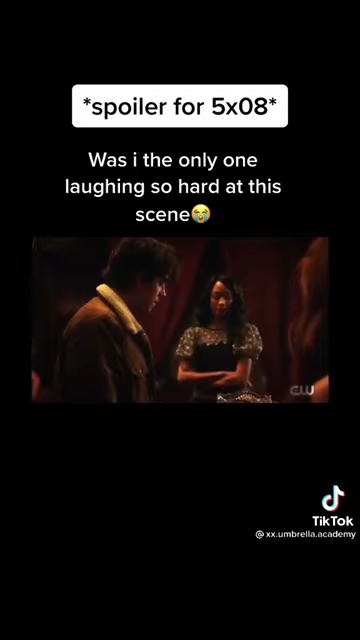 *spoiler for 5x08*
Was i the only one
laughing so hard at this
scene😭
CW
TikTok
@xx.umbrella.academy